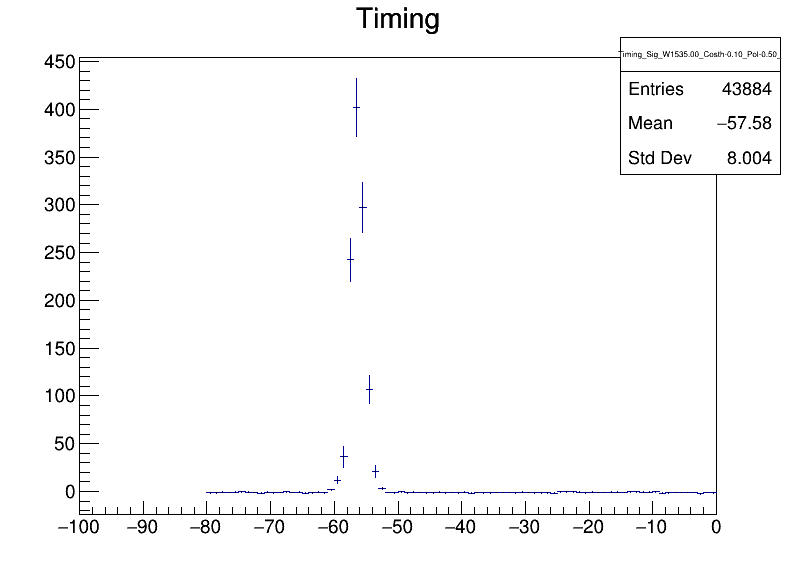 Timing
Timing_Sig_W1535.00_Costh-0.10_Pol-0.50_
Entries 43884
Mean −57.58
Std Dev 8.004
450
400
350
300
250
200
150
100
50
0
−100 −90 −80 −70 −60 −50 −40 −30 −20 −10 0